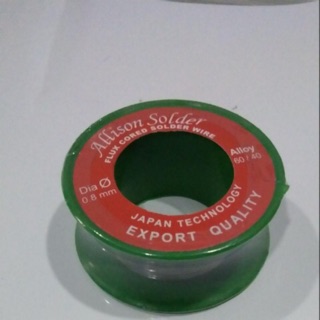 Allison Solder
FLUX CORED SOLDER WIRE
Alloy
60 / 40
Dia Ø
0.8 mm
JAPAN TECHNOLOGY
EXPORT QUALITY